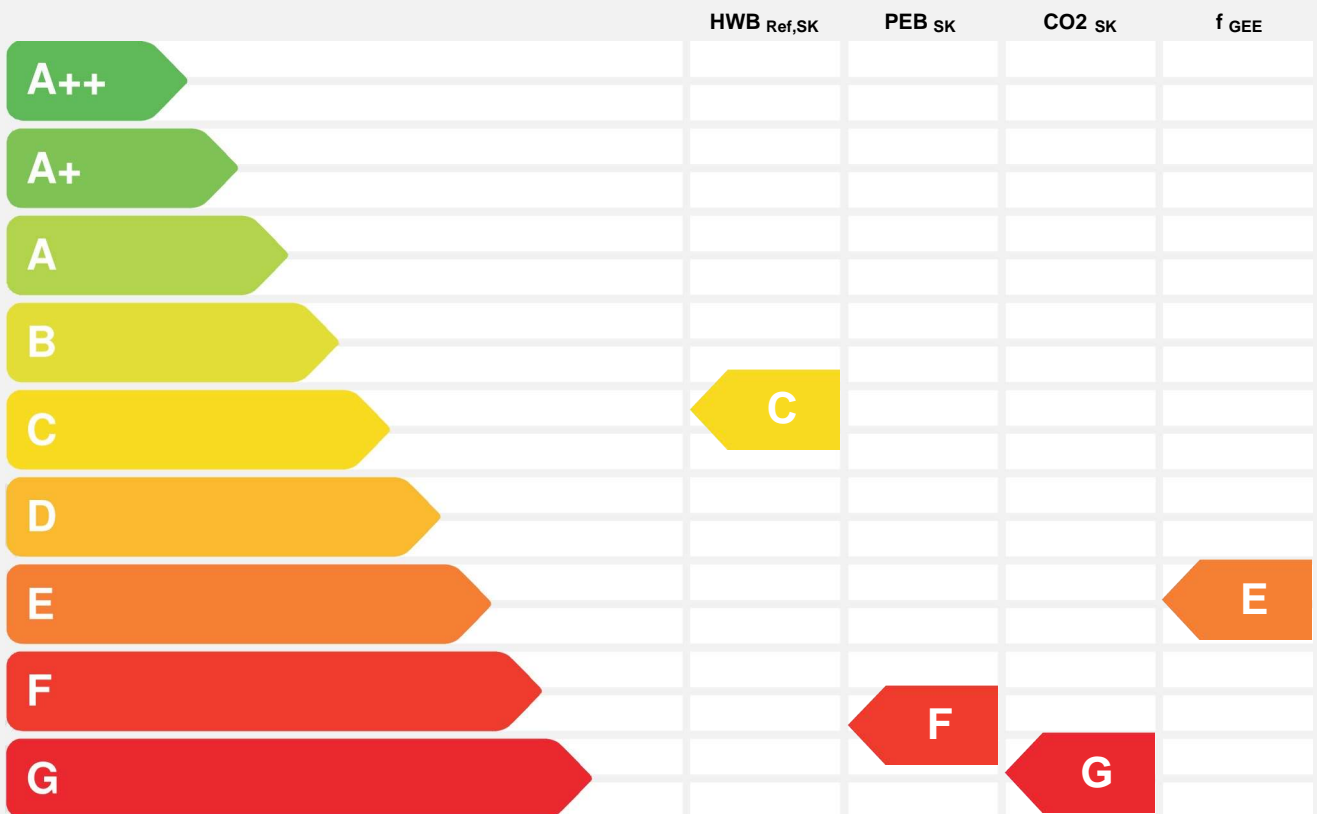 HWB Ref,SK PEB SK CO2 SK f GEE
A++
A+
A
B
C C
D
E E
F F
G G